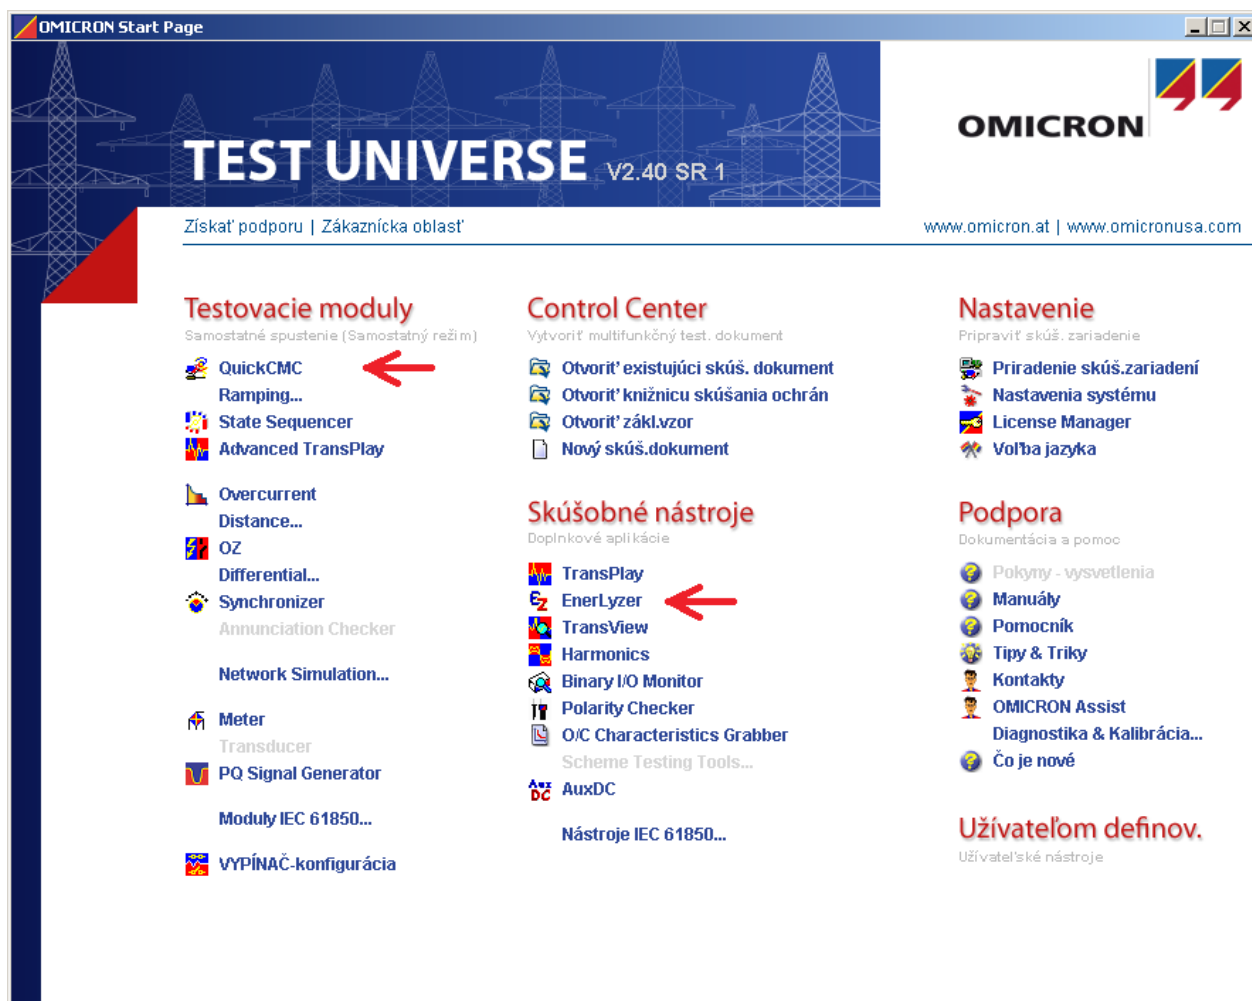 OMICRON Start Page
TEST UNIVERSE V2.40 SR 1
OMICRON
Získať podporu | Zákaznícka oblasť
www.omicron.at | www.omicronusa.com
Testovacie moduly
Samostatné spustenie (Samostatný režim)
QuickCMC
Ramping...
State Sequencer
Advanced TransPlay
Overcurrent
Distance...
OZ
Differential...
Synchronizer
Annunciation Checker
Network Simulation...
Meter
Transducer
PQ Signal Generator
Moduly IEC 61850...
VYPÍNAČ-konfigurácia
Control Center
Vytvoriť multifunkčný test. dokument
Otvoriť existujúci skúš. dokument
Otvoriť knižnicu skúšania ochrán
Otvoriť zákl.vzor
Nový skúš.dokument
Skúšobné nástroje
Doplnkové aplikácie
TransPlay
EnerLyzer
TransView
Harmonics
Binary I/O Monitor
Polarity Checker
O/C Characteristics Grabber
Scheme Testing Tools...
AuxDC
Nástroje IEC 61850...
Nastavenie
Pripraviť skúš. zariadenie
Priradenie skúš.zariadení
Nastavenia systému
License Manager
Voľba jazyka
Podpora
Dokumentácia a pomoc
Pokyny - vysvetlenia
Manuály
Pomocník
Tipy & Triky
Kontakty
OMICRON Assist
Diagnostika & Kalibrácia...
Čo je nové
Užívateľom definov.
Užívateľské nástroje